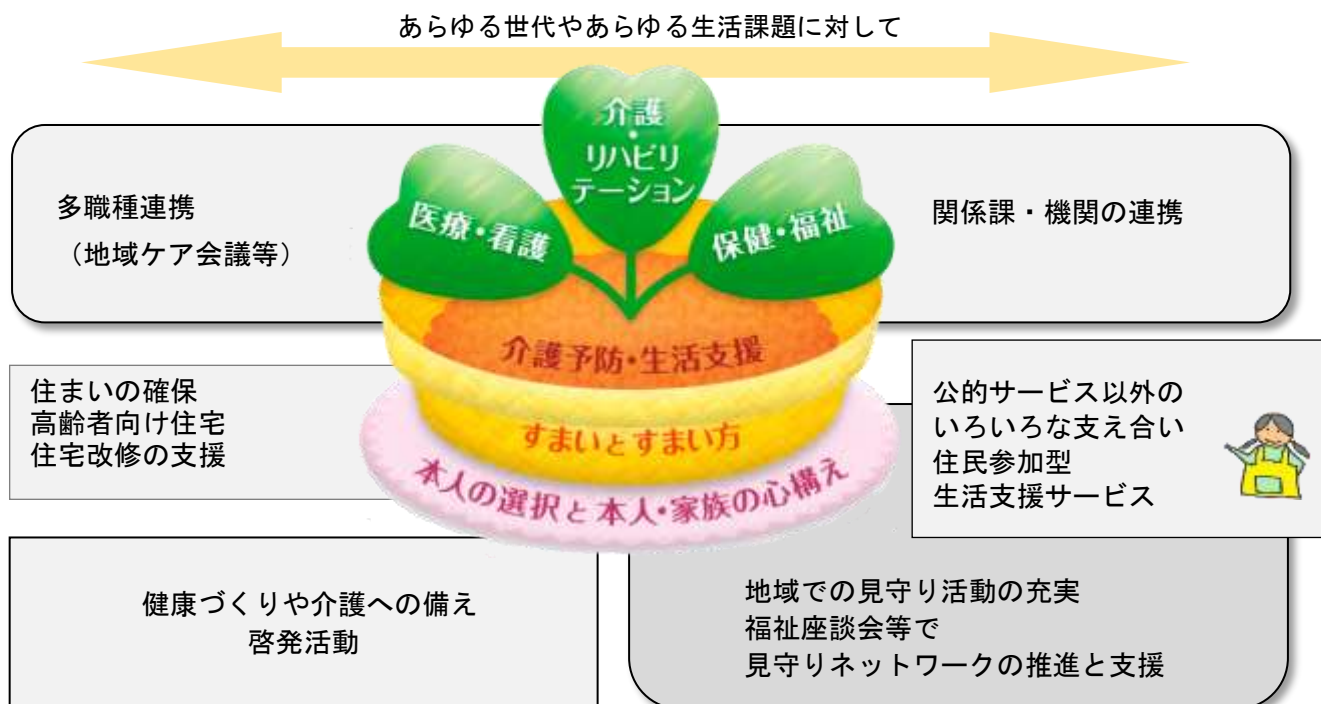 あらゆる世代やあらゆる生活課題に対して
多職種連携
（地域ケア会議等）
介護
・
リハビリ
テーション
医療・看護
保健・福祉
関係課・機関の連携
介護予防・生活支援
すまいとすまい方
本人の選択と本人・家族の心構え
住まいの確保
高齢者向け住宅
住宅改修の支援
公的サービス以外の
いろいろな支え合い
住民参加型
生活支援サービス
健康づくりや介護への備え
啓発活動
地域での見守り活動の充実
福祉座談会等で
見守りネットワークの推進と支援